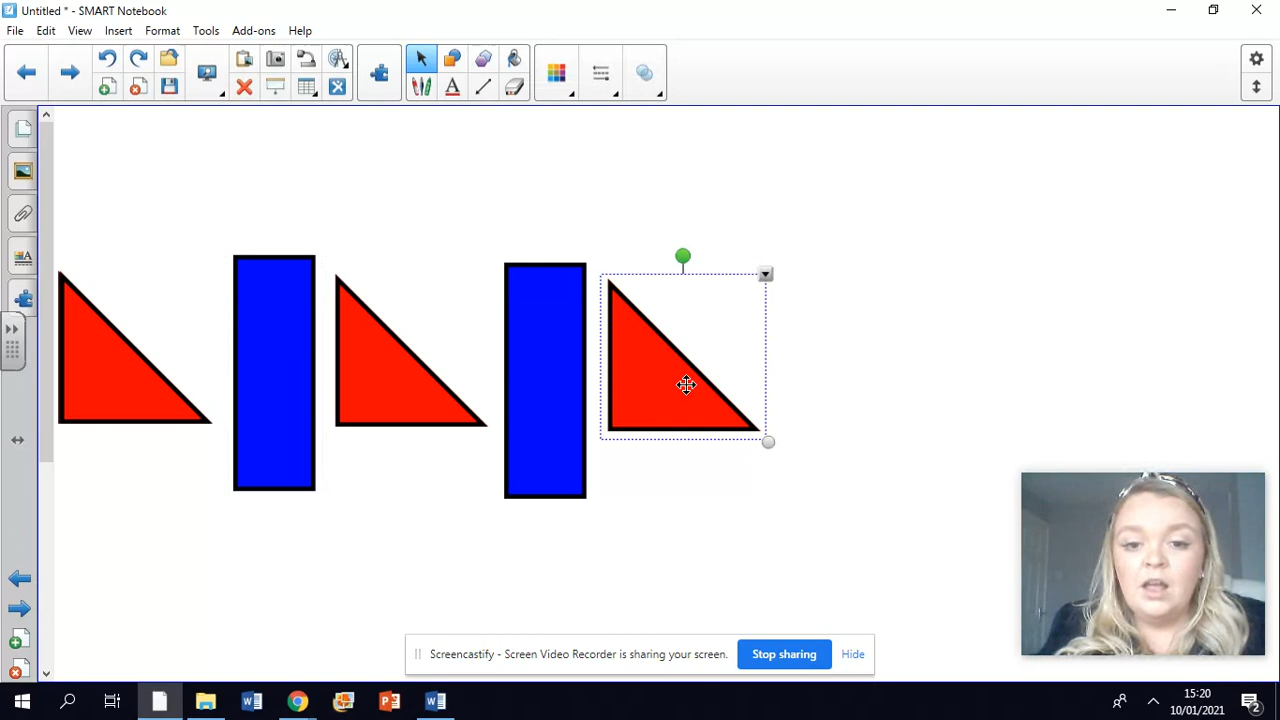 Untitled * - SMART Notebook
File Edit View Insert Format Tools Add-ons Help
Screencastify - Screen Video Recorder is sharing your screen. Stop sharing Hide
15:20
10/01/2021
2